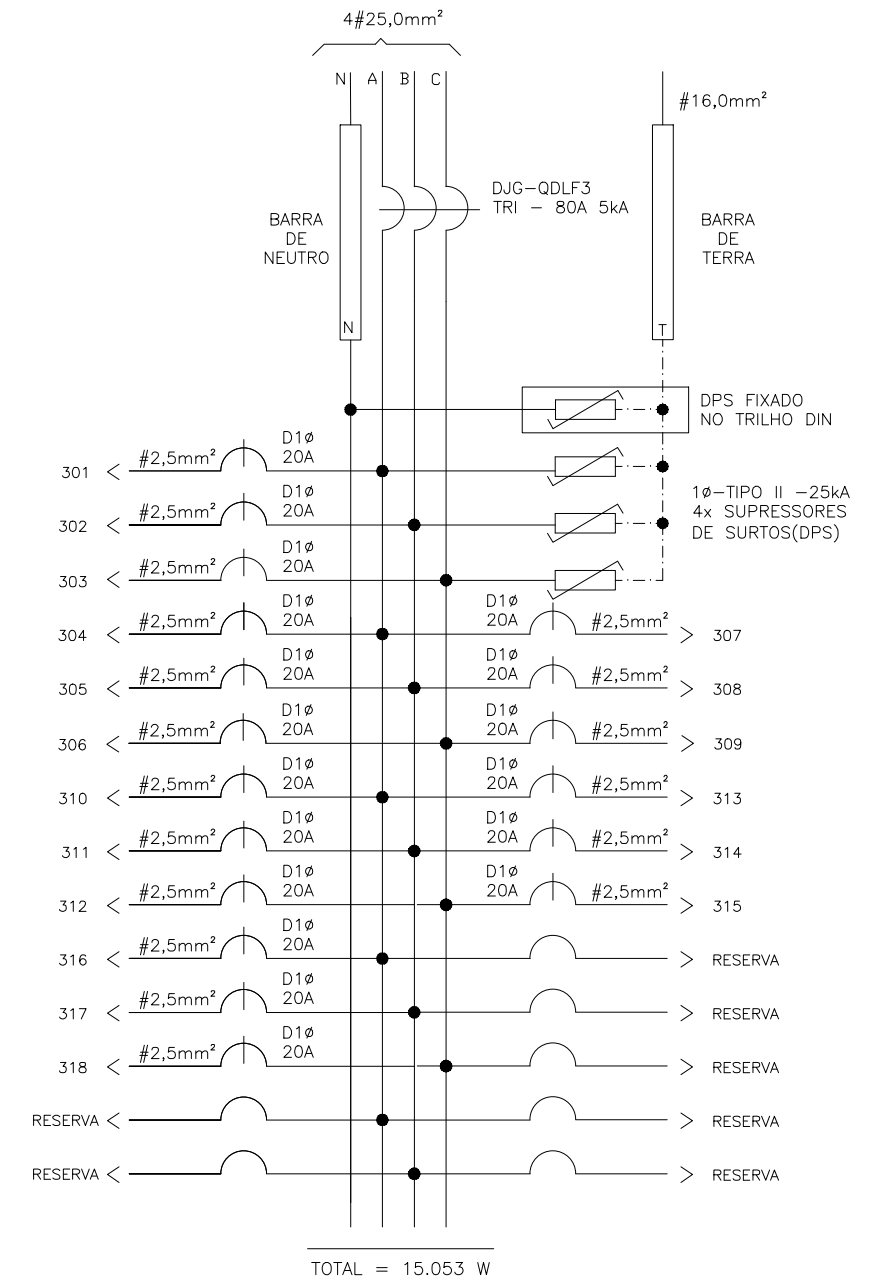 4#25,0mm²
N A B C
#16,0mm²
DJG-QDLF3
TRI - 80A 5kA
BARRA
DE
NEUTRO
BARRA
DE
TERRA
N
T
DPS FIXADO
NO TRILHO DIN
1ø-TIPO II -25kA
4x SUPRESSORES
DE SURTOS(DPS)
D1ø
301 #2,5mm² 20A
D1ø
302 #2,5mm² 20A
D1ø
303 #2,5mm² 20A
D1ø D1ø
304 #2,5mm² 20A 20A #2,5mm² 307
D1ø D1ø
305 #2,5mm² 20A 20A #2,5mm² 308
D1ø D1ø
306 #2,5mm² 20A 20A #2,5mm² 309
D1ø D1ø
310 #2,5mm² 20A 20A #2,5mm² 313
D1ø D1ø
311 #2,5mm² 20A 20A #2,5mm² 314
D1ø D1ø
312 #2,5mm² 20A 20A #2,5mm² 315
D1ø
316 #2,5mm² 20A RESERVA
D1ø
317 #2,5mm² 20A RESERVA
D1ø
318 #2,5mm² 20A RESERVA
RESERVA RESERVA
RESERVA RESERVA
TOTAL = 15.053 W